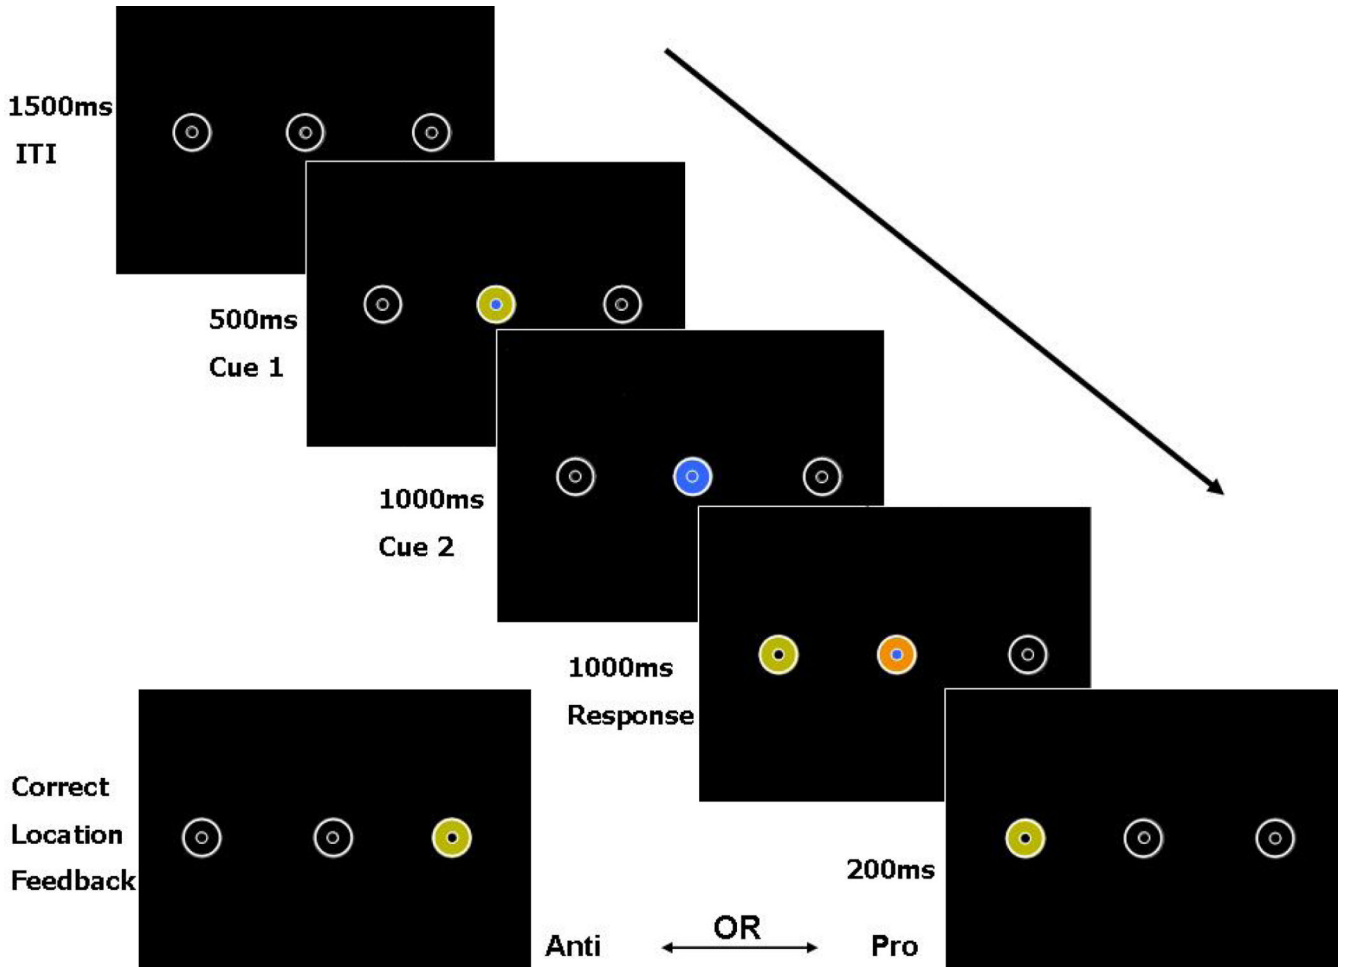 1500ms
ITI
500ms
Cue 1
1000ms
Cue 2
1000ms
Response
Correct
Location
Feedback
200ms
Anti
OR
Pro